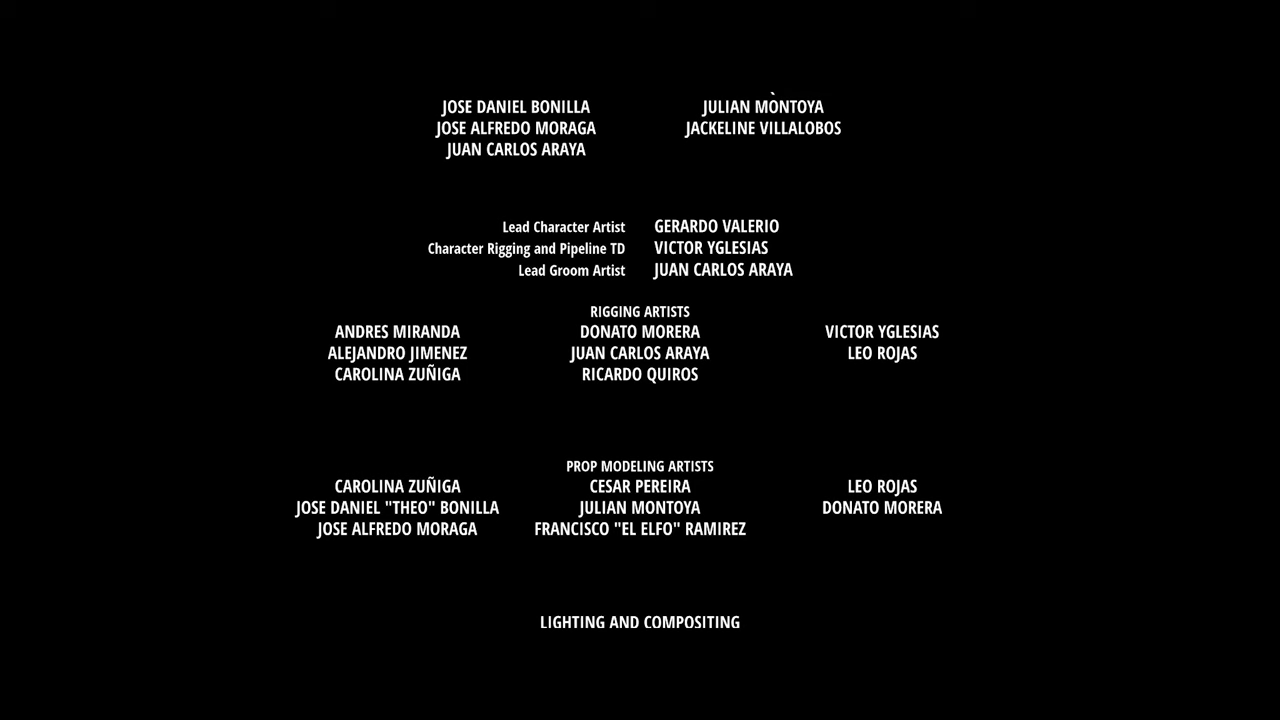 JOSE DANIEL BONILLA JULIAN MONTOYA
JOSE ALFREDO MORAGA JACKELINE VILLALOBOS
JUAN CARLOS ARAYA
Lead Character Artist GERARDO VALERIO
Character Rigging and Pipeline TD VICTOR YGLESIAS
Lead Groom Artist JUAN CARLOS ARAYA
RIGGING ARTISTS
ANDRES MIRANDA DONATO MORERA VICTOR YGLESIAS
ALEJANDRO JIMENEZ JUAN CARLOS ARAYA LEO ROJAS
CAROLINA ZUÑIGA RICARDO QUIROS
PROP MODELING ARTISTS
CAROLINA ZUÑIGA CESAR PEREIRA LEO ROJAS
JOSE DANIEL "THEO" BONILLA JULIAN MONTOYA DONATO MORERA
JOSE ALFREDO MORAGA FRANCISCO "EL ELFO" RAMIREZ
LIGHTING AND COMPOSITING